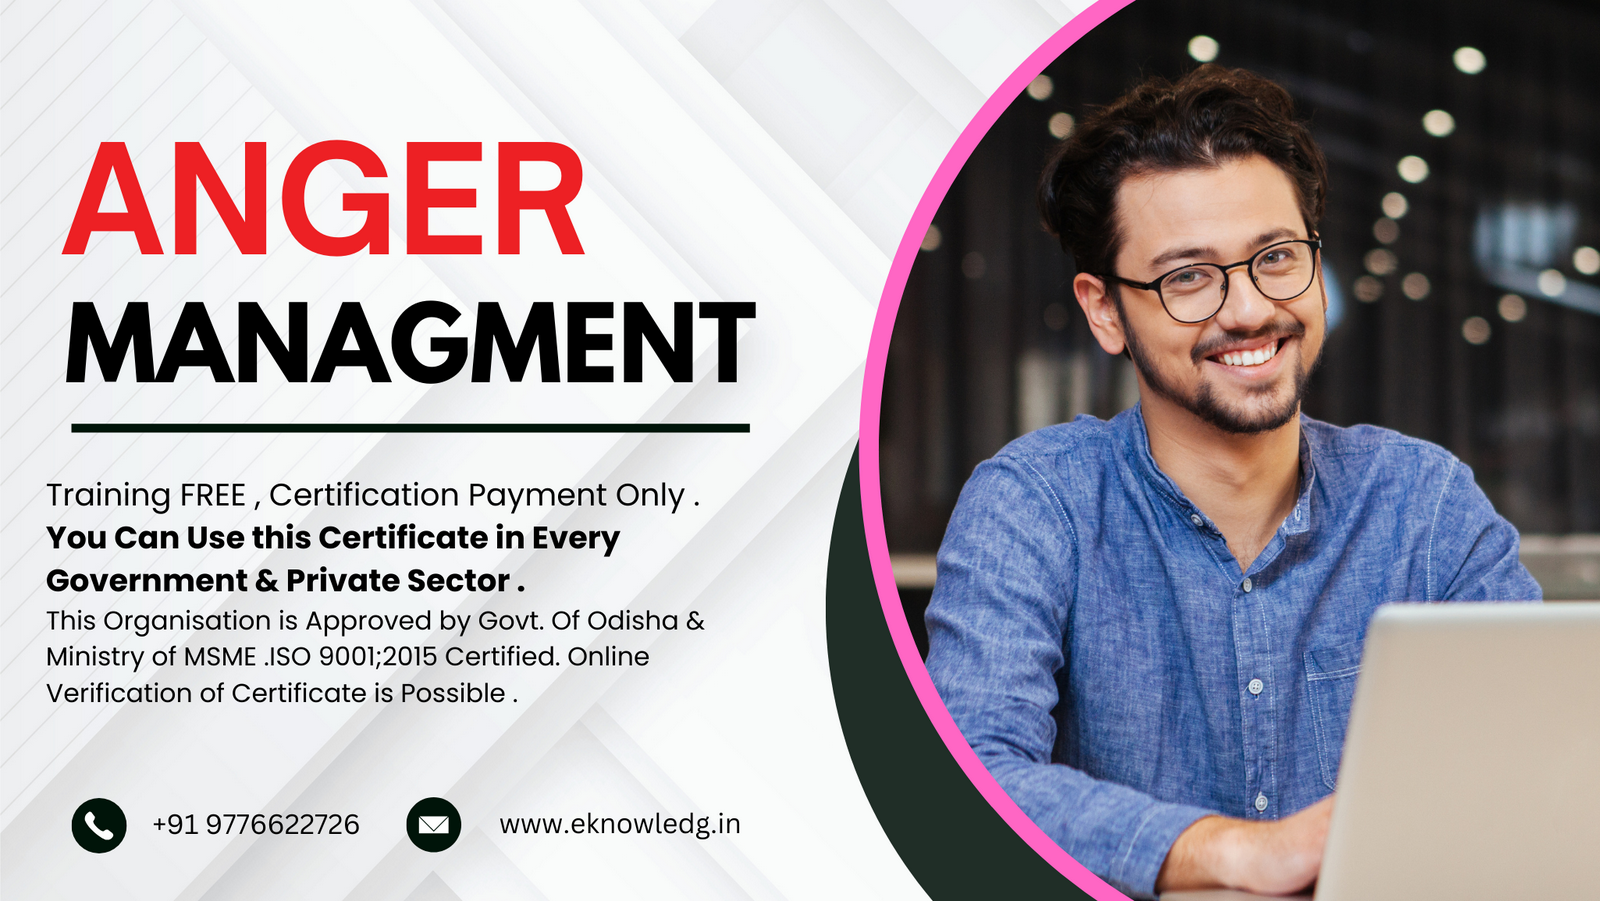 ANGER
MANAGMENT
Training FREE , Certification Payment Only .
You Can Use this Certificate in Every
Government & Private Sector .
This Organisation is Approved by Govt. Of Odisha &
Ministry of MSME .ISO 9001;2015 Certified. Online
Verification of Certificate is Possible .
+91 9776622726
www.eknowledg.in